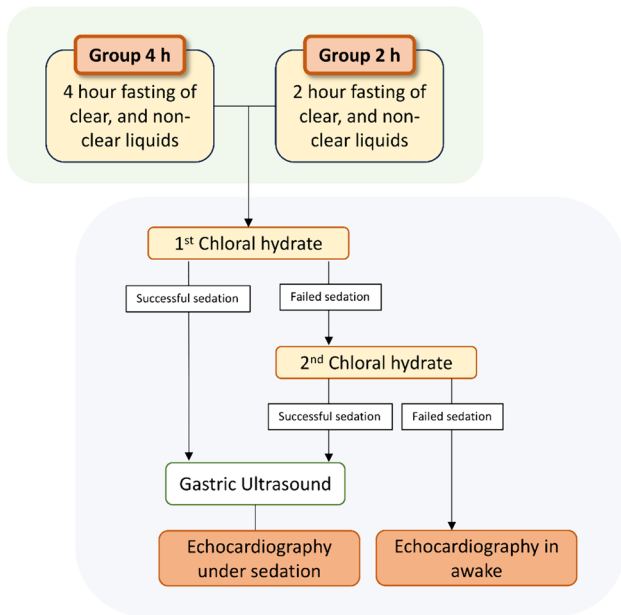 Group 4 h
4 hour fasting of
clear, and non-
clear liquids
Group 2 h
2 hour fasting of
clear, and non-
clear liquids
1st Chloral hydrate
Successful sedation
Failed sedation
2nd Chloral hydrate
Successful sedation
Failed sedation
Gastric Ultrasound
Echocardiography
under sedation
Echocardiography in
awake